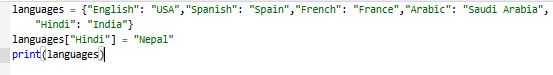 languages = {"English": "USA","Spanish": "Spain","French": "France","Arabic": "Saudi Arabia",
"Hindi": "India"}
languages["Hindi"] = "Nepal"
print(languages)